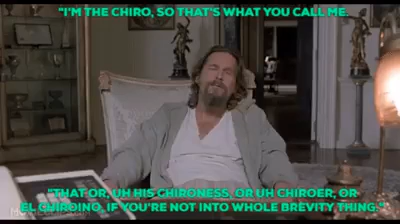 "I'M THE CHIRO, SO THAT'S WHAT YOU CALL ME.
"THAT OR, UH HIS CHIRONESS, OR UH CHIROER, OR
EL CHIROINO, IF YOU'RE NOT INTO WHOLE BREVITY THING."